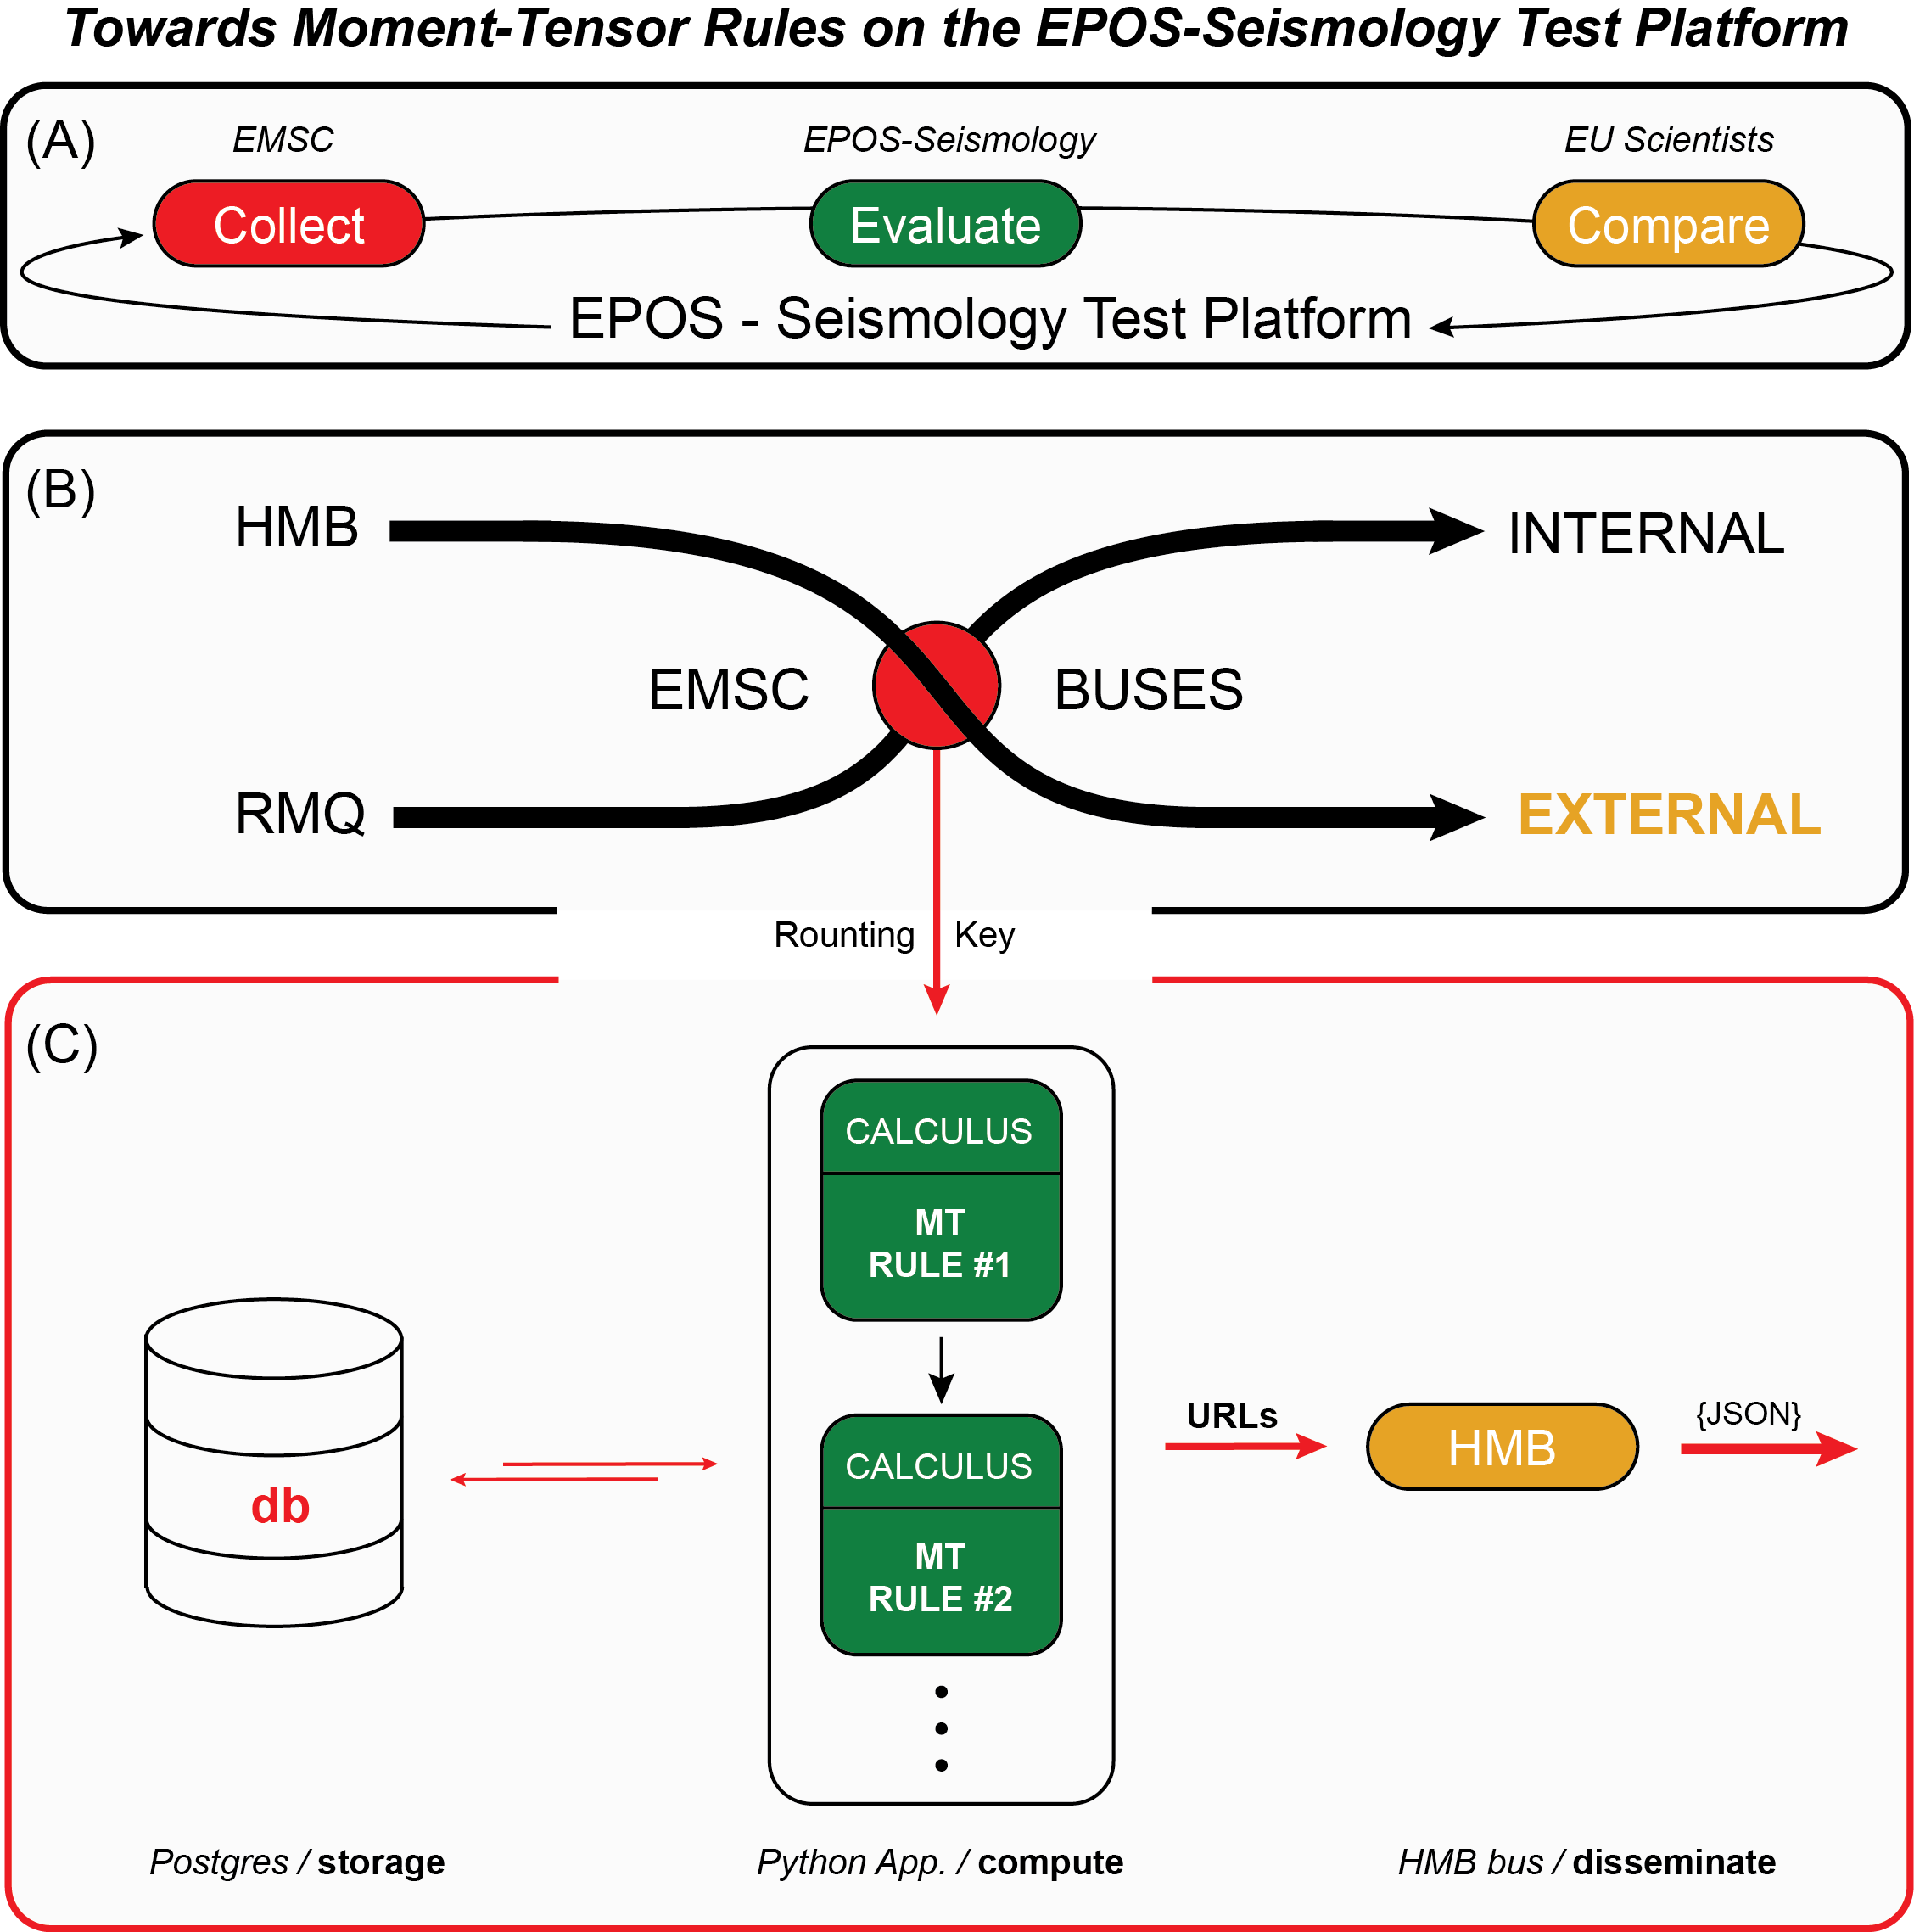 Towards Moment-Tensor Rules on the EPOS-Seismology Test Platform
(A)
EMSC
EPOS-Seismology
EU Scientists
Collect
Evaluate
Compare
EPOS - Seismology Test Platform
(B)
HMB
INTERNAL
EMSC
BUSES
RMQ
EXTERNAL
Rounting Key
(C)
CALCULUS
MT
RULE #1
CALCULUS
MT
RULE #2
db
URLs
HMB
{JSON}
Postgres / storage
Python App. / compute
HMB bus / disseminate